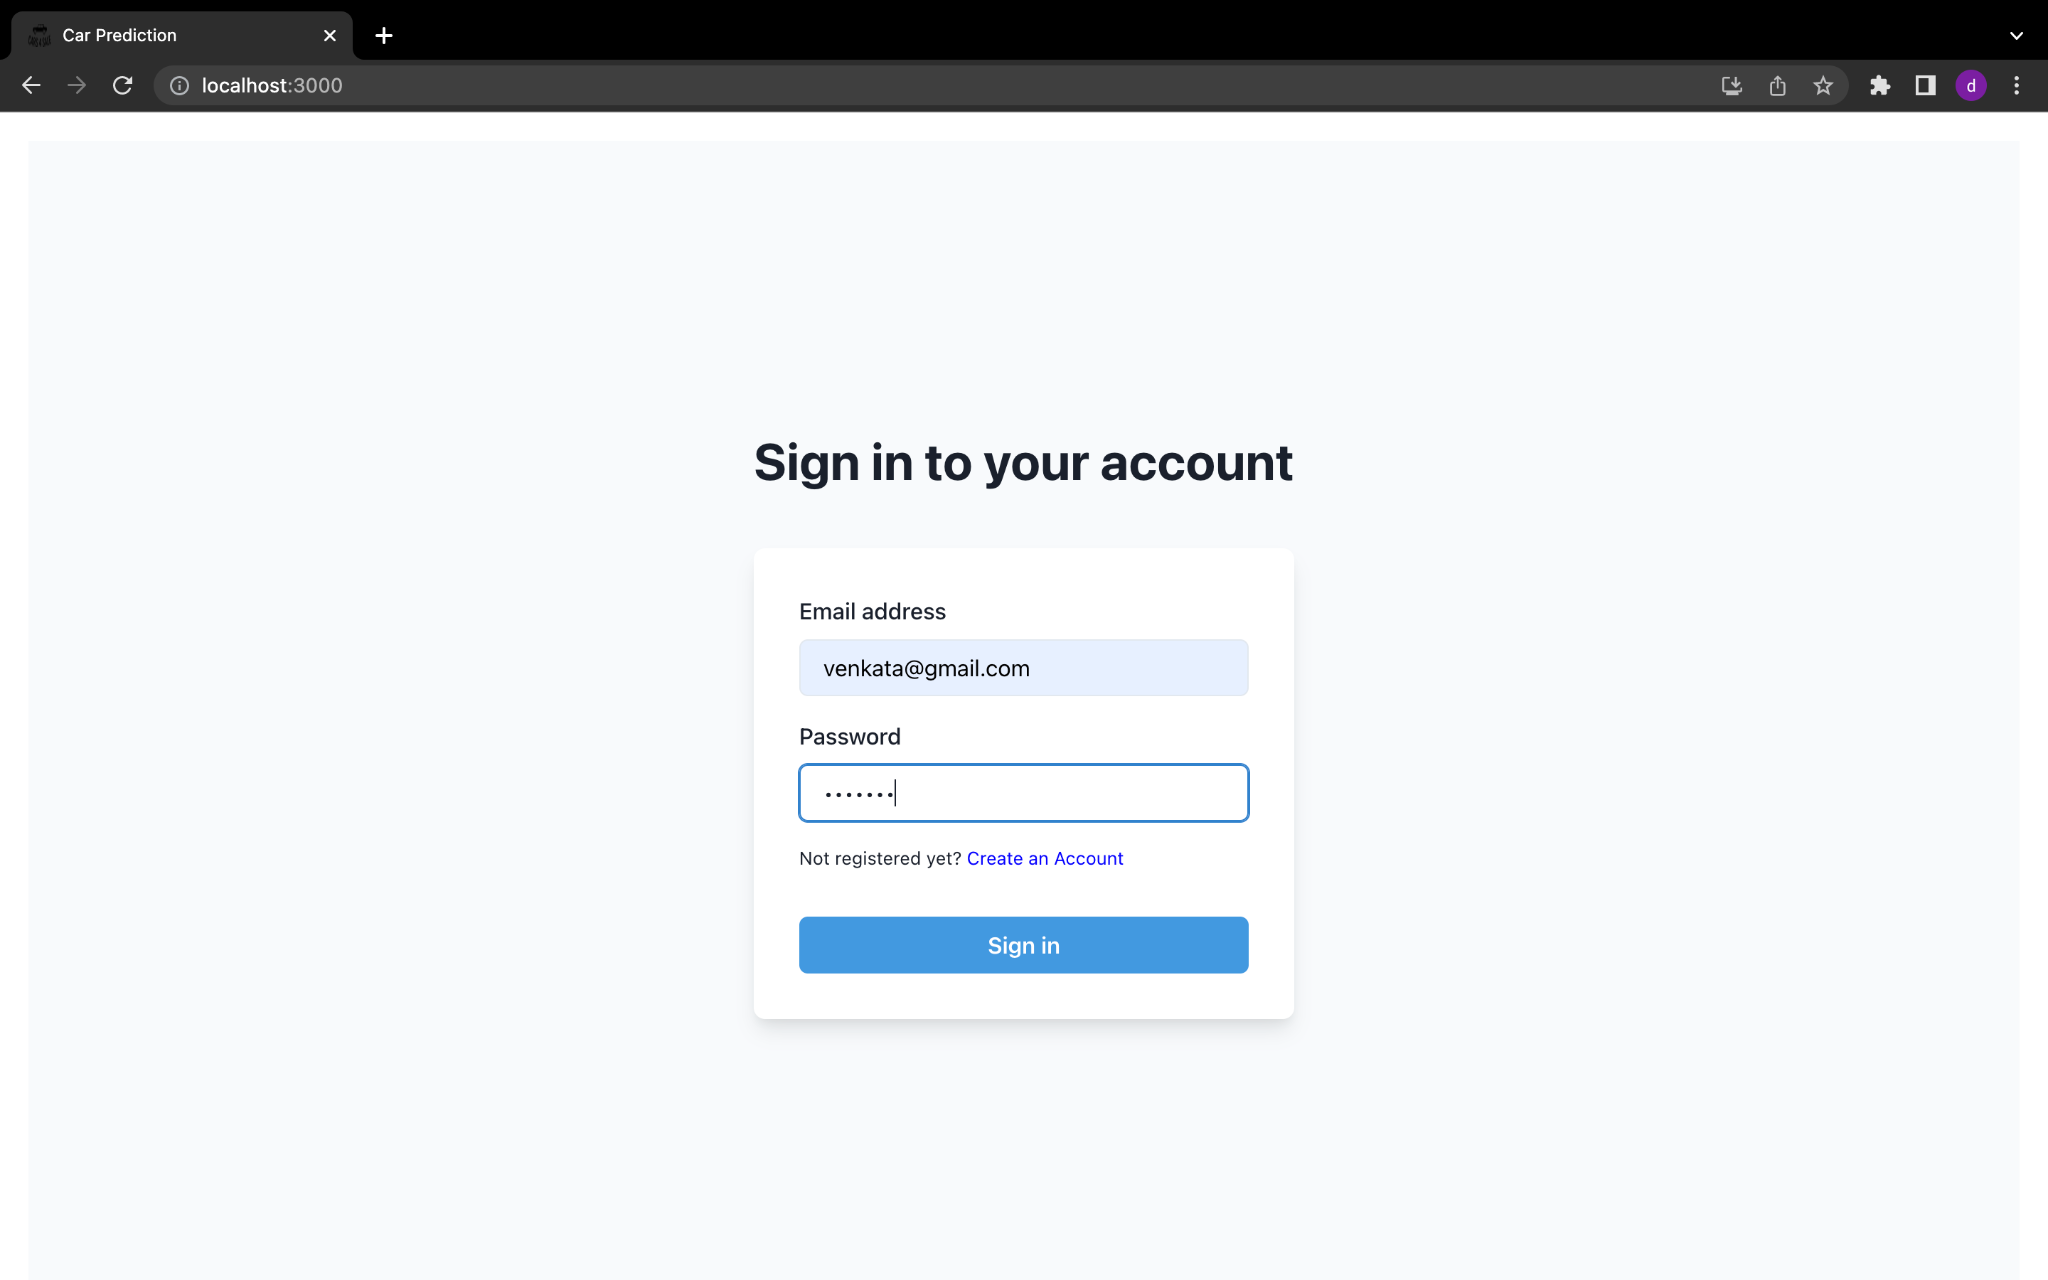 Car Prediction
localhost:3000
d
Sign in to your account
Email address
venkata@gmail.com
Password
•••••••
Not registered yet? Create an Account
Sign in